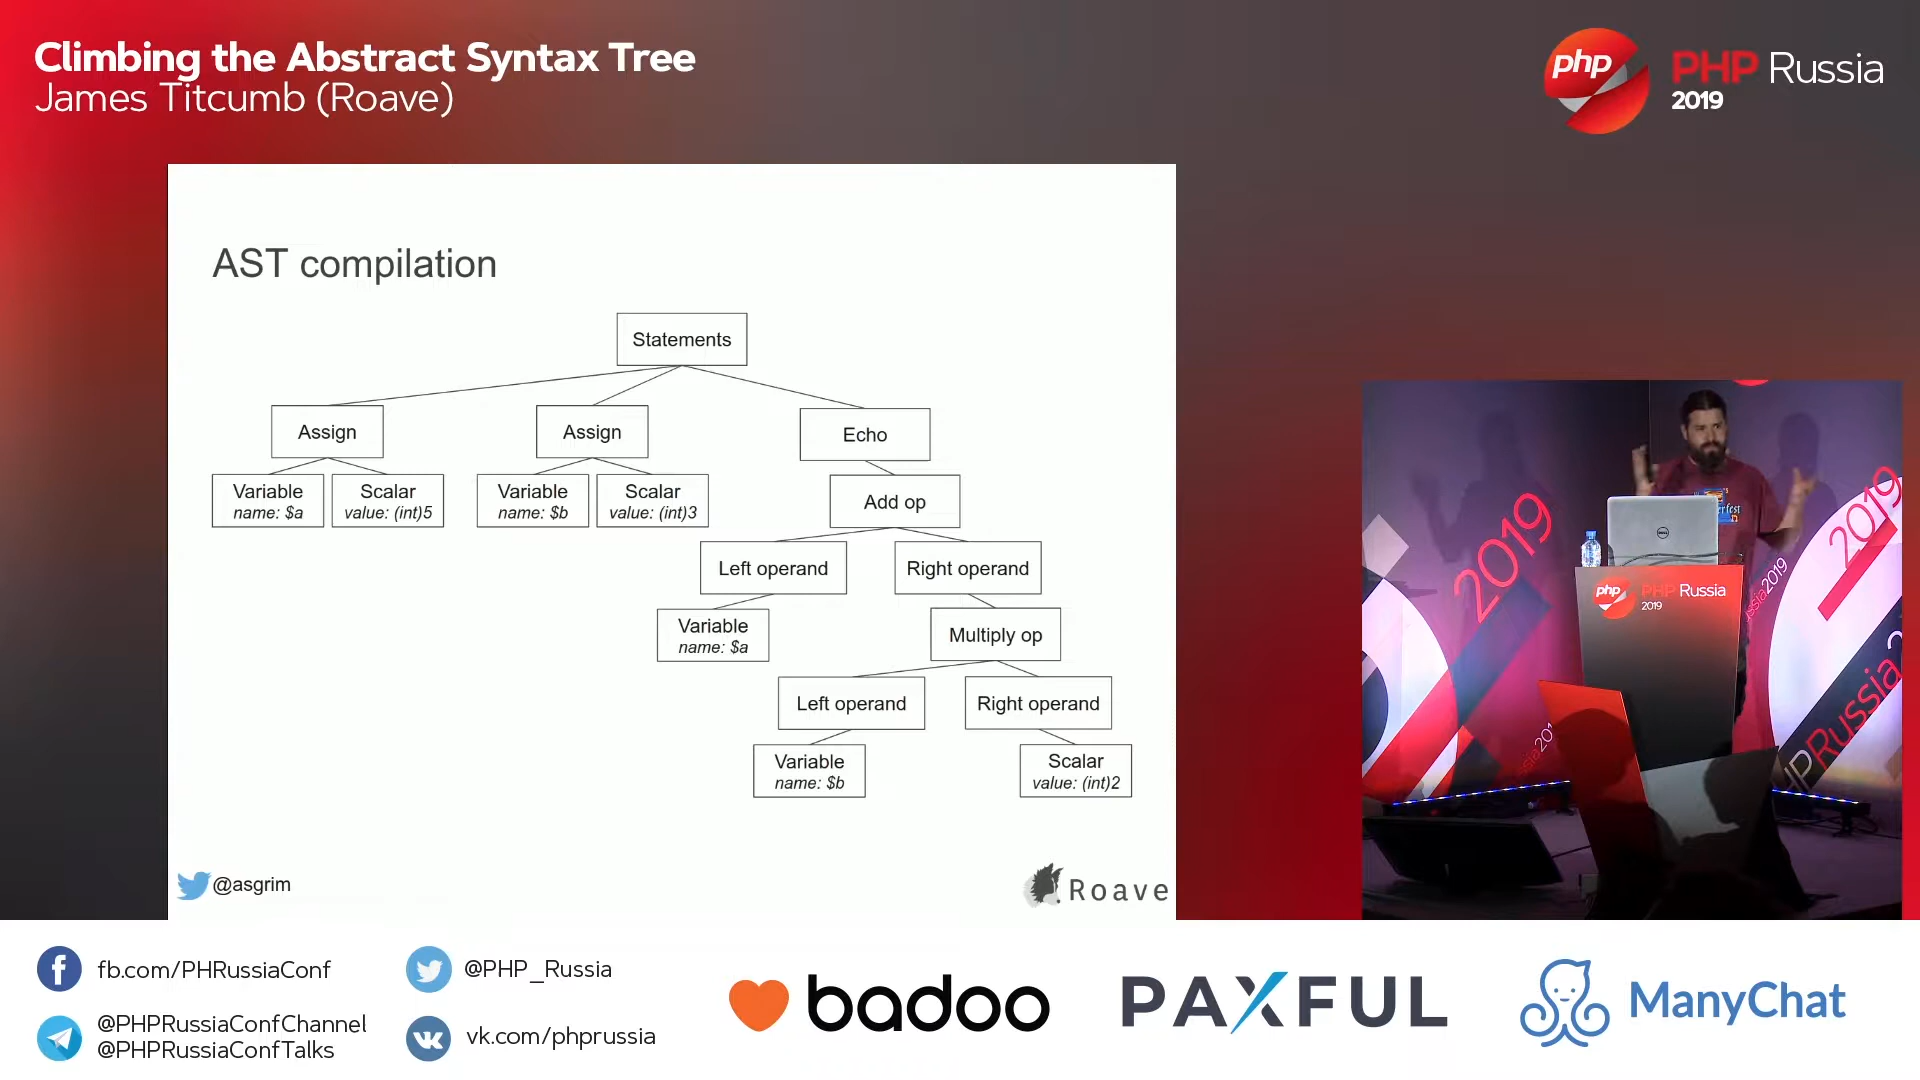 Climbing the Abstract Syntax Tree
James Titcumb (Roave)
php
PHP Russia
2019
AST compilation
Statements
Assign
Assign
Echo
Variable
name: $a
Scalar
value: (int)5
Variable
name: $b
Scalar
value: (int)3
Add op
Left operand
Right operand
Variable
name: $a
Multiply op
Left operand
Right operand
Variable
name: $b
Scalar
value: (int)2
@asgrim
Roave
2019
2019
php
PHP Russia
2019
PHPRussia2
fb.com/PHRussiaConf
@PHPRussiaConfChannel
@PHPRussiaConfTalks
@PHP_Russia
vk.com/phprussia
badoo
PAXFUL
ManyChat